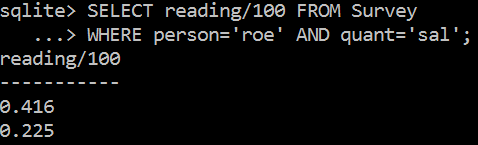 sqlite> SELECT reading/100 FROM Survey
   ...> WHERE person='roe' AND quant='sal';
reading/100
-----------
0.416
0.225